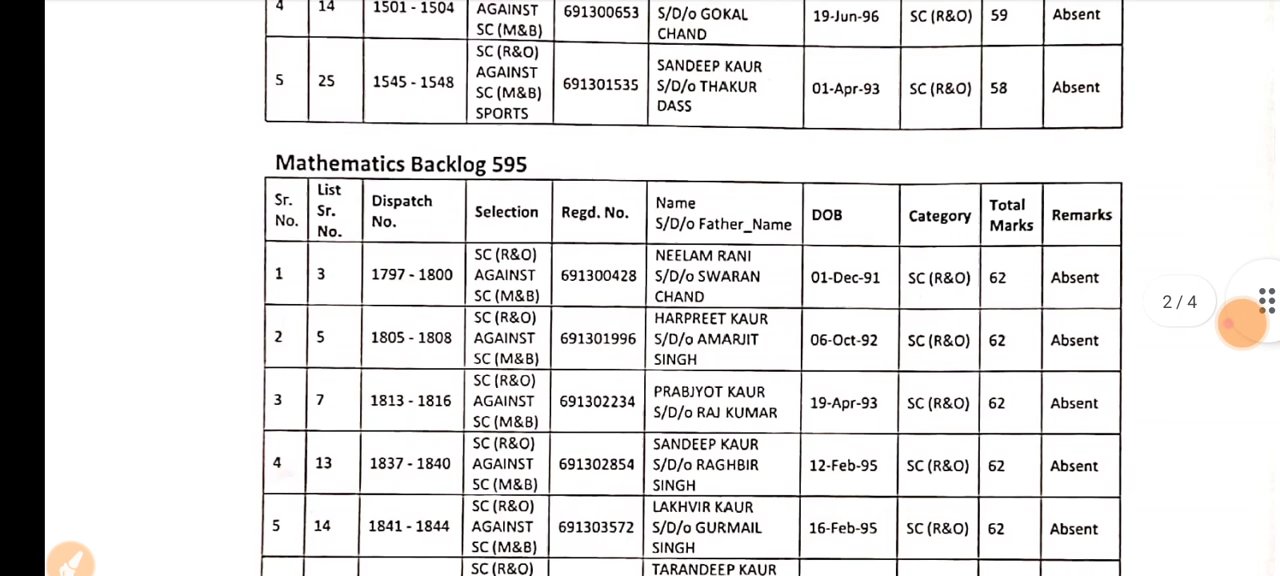 4 14 1501 - 1504 AGAINST SC (M&B) 691300653 S/D/o GOKAL CHAND 19-Jun-96 SC (R&O) 59 Absent
5 25 1545 - 1548 SC (R&O) AGAINST SC (M&B) SPORTS 691301535 SANDEEP KAUR S/D/o THAKUR DASS 01-Apr-93 SC (R&O) 58 Absent
Mathematics Backlog 595
Sr. No. List Sr. No. Dispatch No. Selection Regd. No. Name S/D/o Father_Name DOB Category Total Marks Remarks
1 3 1797 - 1800 SC (R&O) AGAINST SC (M&B) 691300428 NEELAM RANI S/D/o SWARAN CHAND 01-Dec-91 SC (R&O) 62 Absent
2 5 1805 - 1808 SC (R&O) AGAINST SC (M&B) 691301996 HARPREET KAUR S/D/o AMARJIT SINGH 06-Oct-92 SC (R&O) 62 Absent
3 7 1813 - 1816 SC (R&O) AGAINST SC (M&B) 691302234 PRABJYOT KAUR S/D/o RAJ KUMAR 19-Apr-93 SC (R&O) 62 Absent
4 13 1837 - 1840 SC (R&O) AGAINST SC (M&B) 691302854 SANDEEP KAUR S/D/o RAGHBIR SINGH 12-Feb-95 SC (R&O) 62 Absent
5 14 1841 - 1844 SC (R&O) AGAINST SC (M&B) 691303572 LAKHVIR KAUR S/D/o GURMAIL SINGH 16-Feb-95 SC (R&O) 62 Absent
SC (R&O) TARANDEEP KAUR
2 / 4